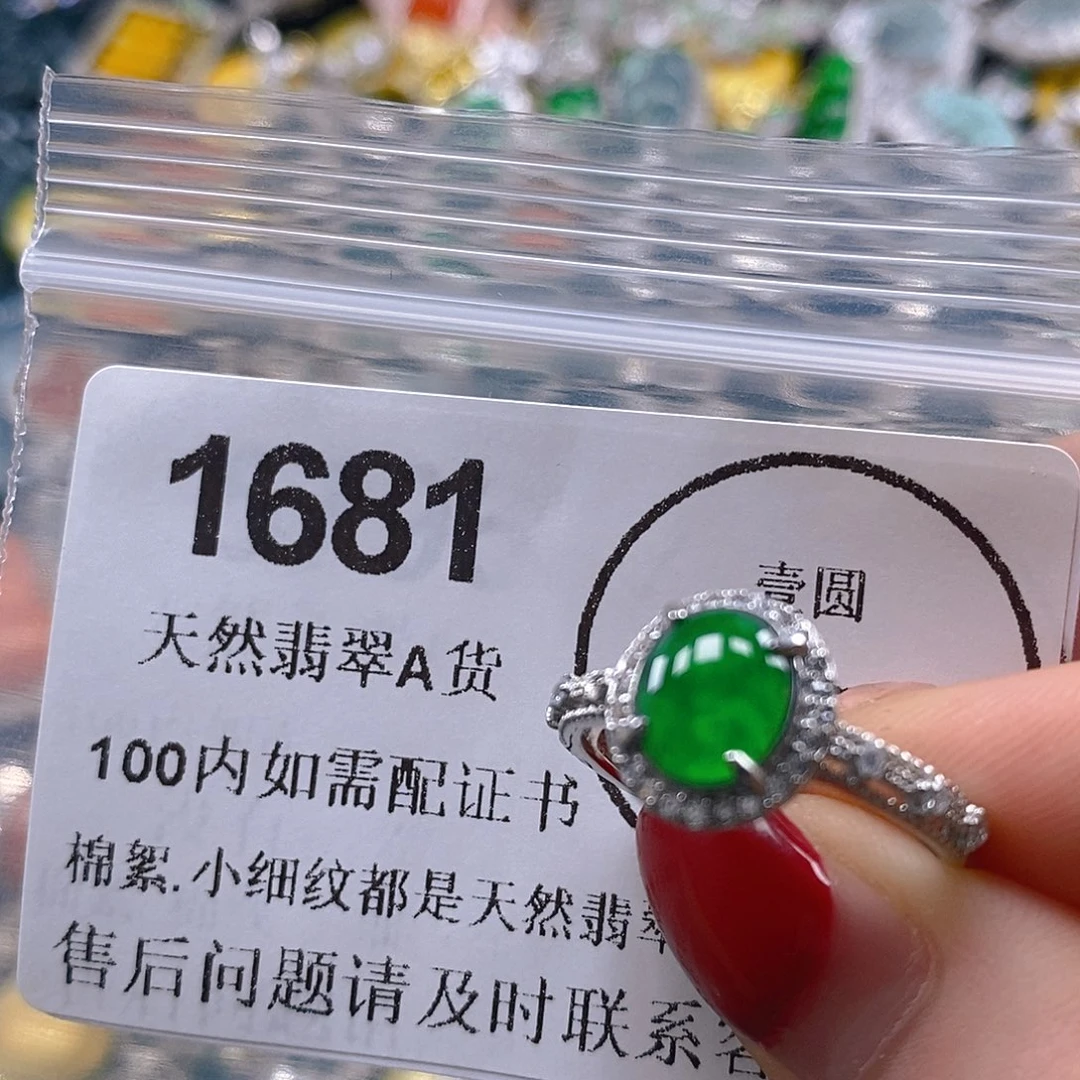 1681
壹圆
天然翡翠A货
100内如需配证书
棉絮.小细纹都是天然翡翠
售后问题请及时联系客